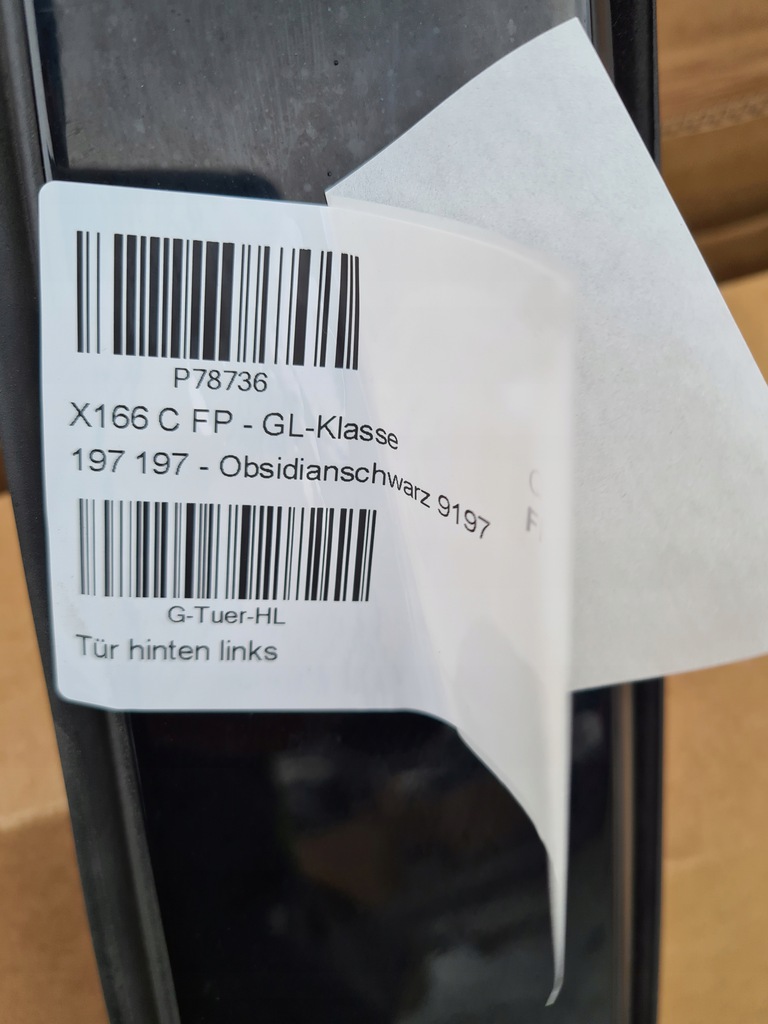 P78736
X166 C FP - GL-Klasse
197 197 - Obsidianschwarz 9197
G-Tuer-HL
Tür hinten links